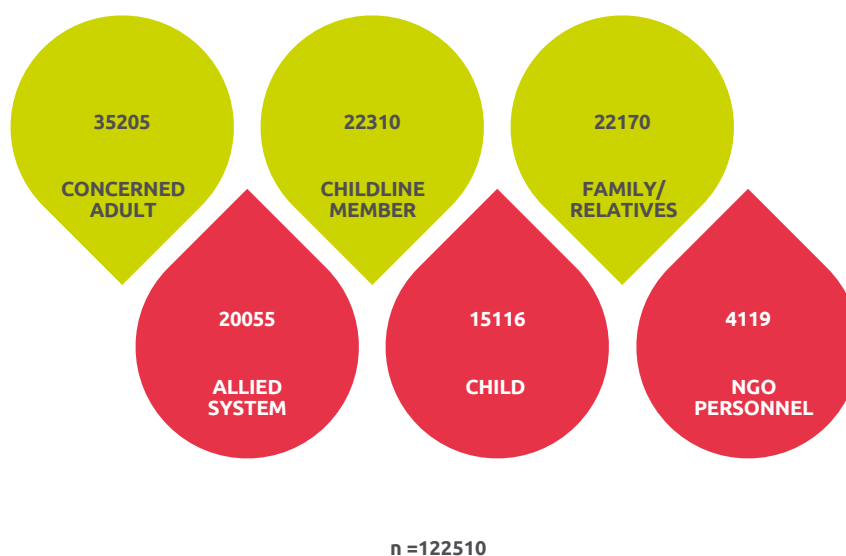 35205
CONCERNED
ADULT
22310
CHILDLINE
MEMBER
22170
FAMILY/
RELATIVES
20055
ALLIED
SYSTEM
15116
CHILD
4119
NGO
PERSONNEL
n =122510